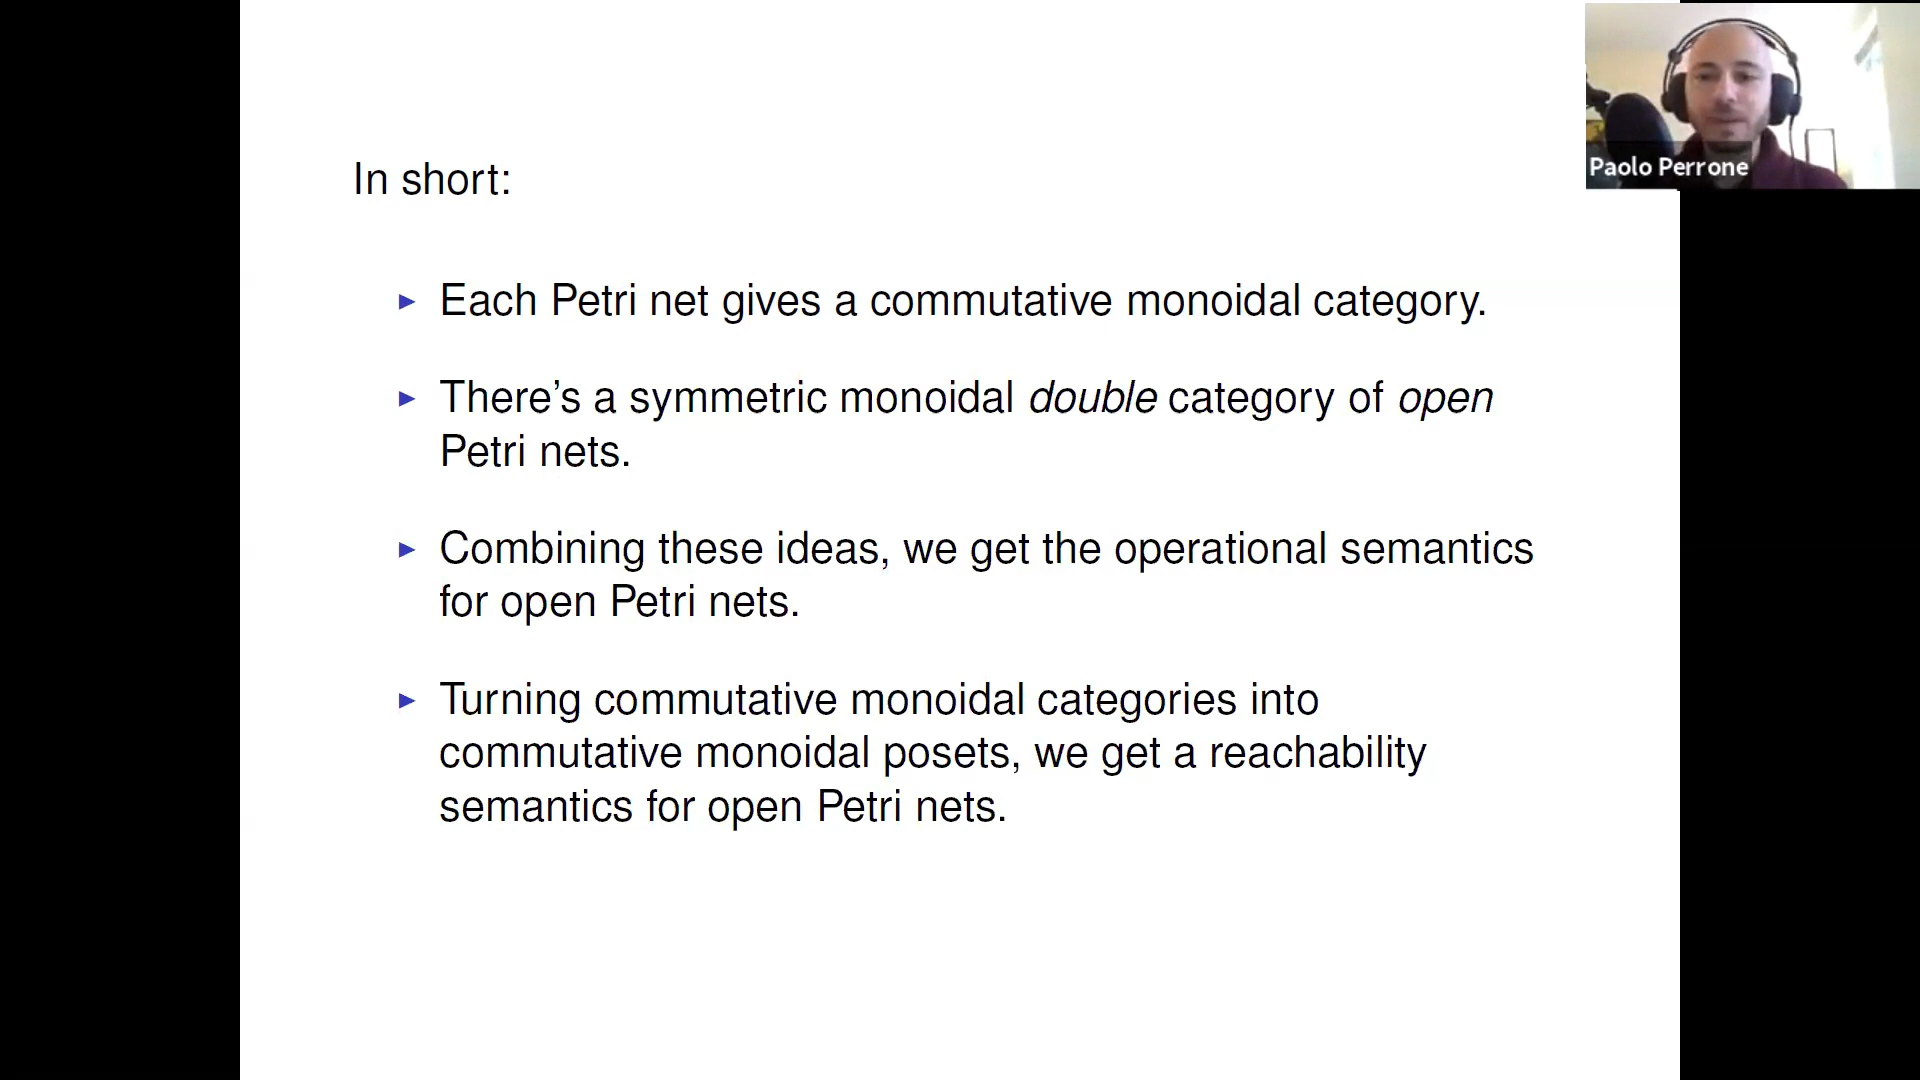 In short:
Each Petri net gives a commutative monoidal category.
There's a symmetric monoidal double category of open
Petri nets.
Combining these ideas, we get the operational semantics
for open Petri nets.
Turning commutative monoidal categories into
commutative monoidal posets, we get a reachability
semantics for open Petri nets.
Paolo Perrone